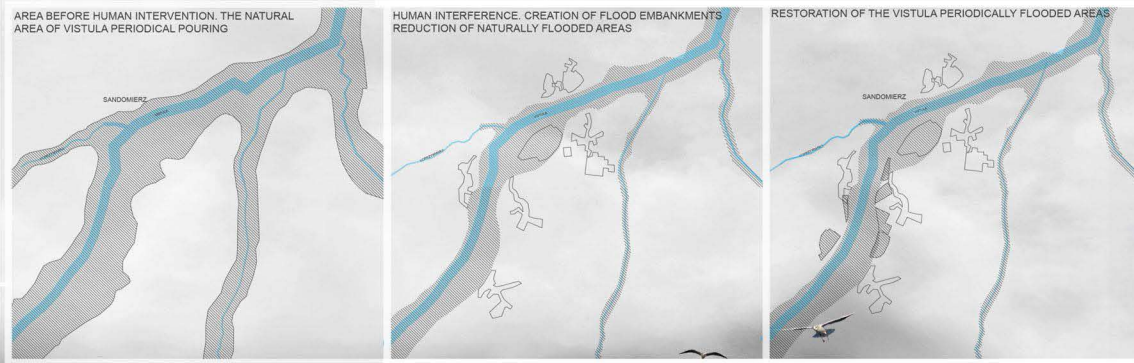 AREA BEFORE HUMAN INTERVENTION. THE NATURAL
AREA OF VISTULA PERIODICAL POURING
SANDOMIERZ
HUMAN INTERFERENCE. CREATION OF FLOOD EMBANKMENTS
REDUCTION OF NATURALLY FLOODED AREAS
RESTORATION OF THE VISTULA PERIODICALLY FLOODED AREAS
SANDOMIERZ